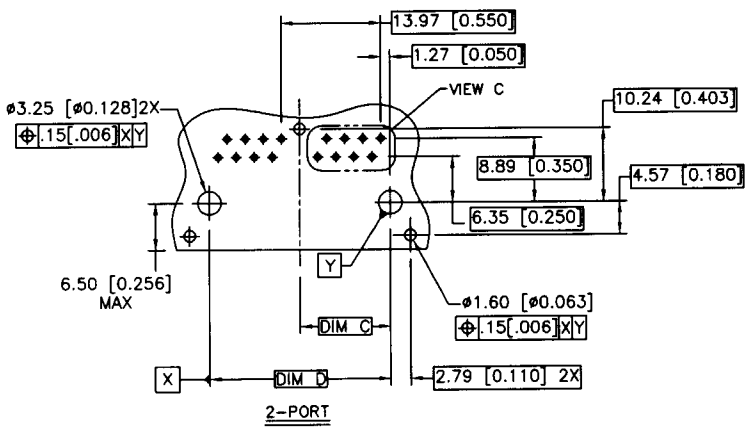 13.97 [0.550]
1.27 [0.050]
VIEW C
ø3.25 [ø0.128]2X
⌖ .15[.006] X Y
10.24 [0.403]
8.89 [0.350]
4.57 [0.180]
6.35 [0.250]
6.50 [0.256]
MAX
Y
ø1.60 [ø0.063]
⌖ .15[.006] X Y
DIM C
X
DIM D
2.79 [0.110] 2X
2-PORT